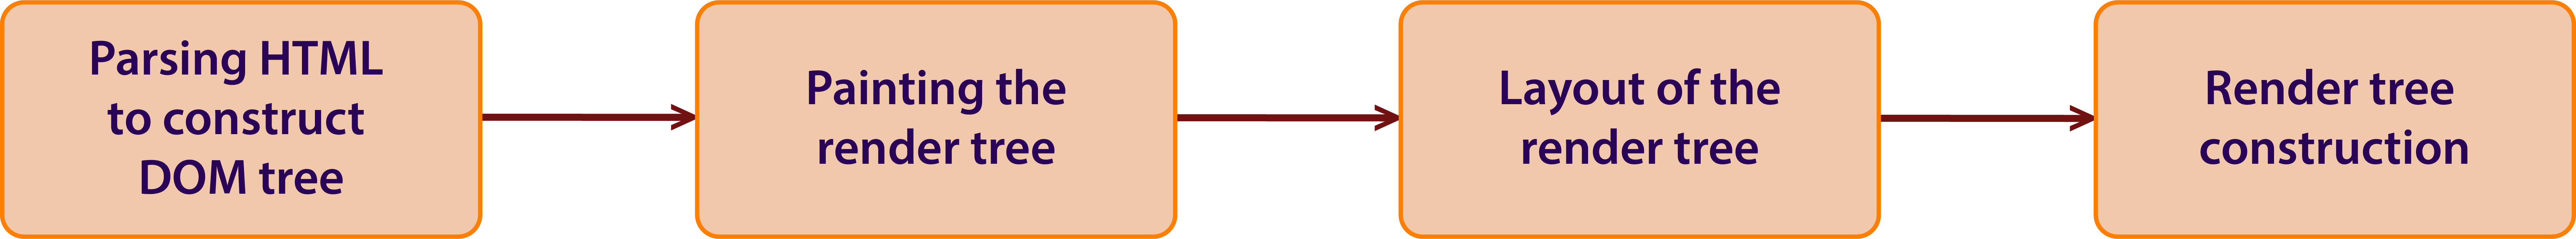 Parsing HTML
to construct
DOM tree
Painting the
render tree
Layout of the
render tree
Render tree
construction